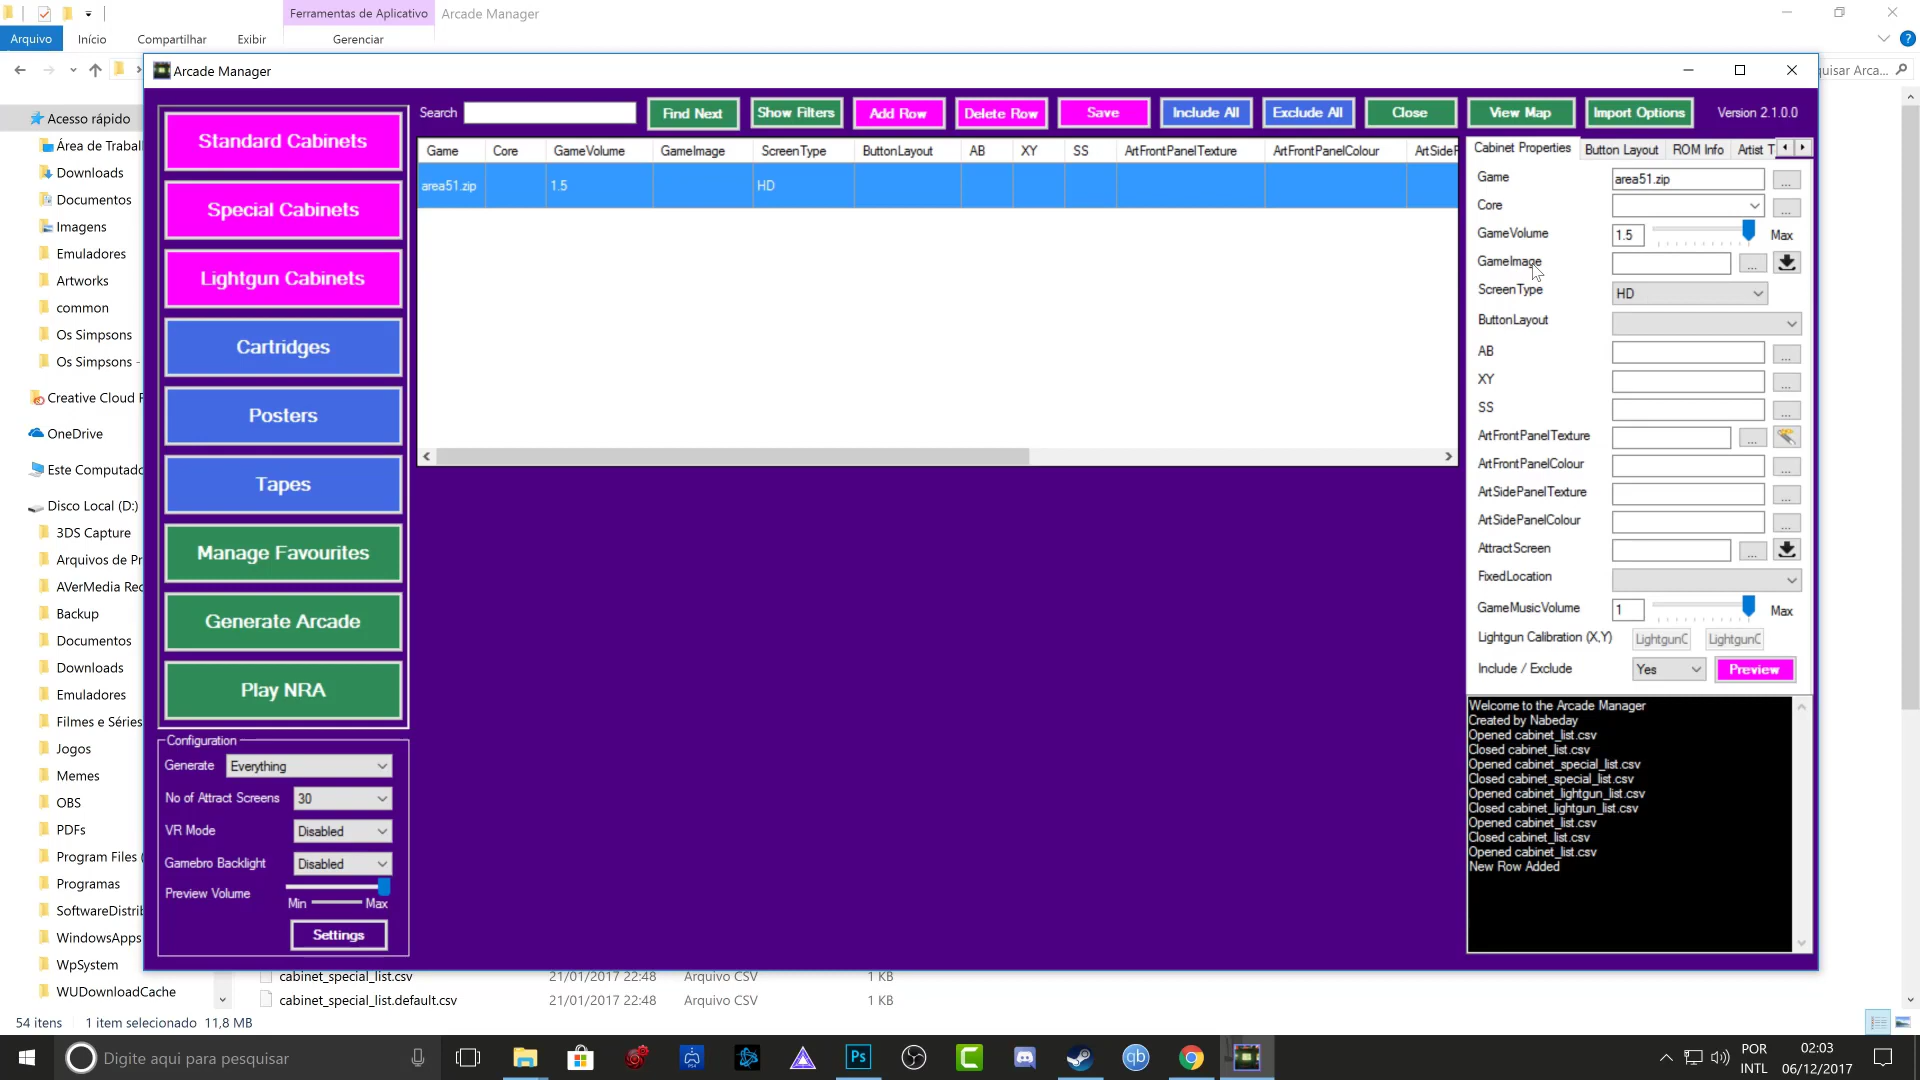 Ferramentas de Aplicativo
Arcade Manager
Arquivo
Início
Compartilhar
Exibir
Gerenciar
Arcade Manager
quisar Arca...
Acesso rápido
Área de Trabal
Downloads
Documentos
Imagens
Emuladores
Artworks
common
Os Simpsons
Os Simpsons -
Creative Cloud F
OneDrive
Este Computado
Disco Local (D:)
3DS Capture
Arquivos de Pr
AVerMedia Rec
Backup
Documentos
Downloads
Emuladores
Filmes e Séries
Jogos
Memes
OBS
PDFs
Program Files (
Programas
SoftwareDistrib
WindowsApps
WpSystem
WUDownloadCache
Standard Cabinets
Special Cabinets
Lightgun Cabinets
Cartridges
Posters
Tapes
Manage Favourites
Generate Arcade
Play NRA
Configuration
Generate Everything
No of Attract Screens 30
VR Mode Disabled
Gamebro Backlight Disabled
Preview Volume
Min Max
Settings
Search Find Next Show Filters Add Row Delete Row Save Include All Exclude All Close View Map Import Options Version 2.1.0.0
Game Core GameVolume GameImage ScreenType ButtonLayout AB XY SS ArtFrontPanelTexture ArtFrontPanelColour ArtSideF
area51.zip 1.5 HD
Cabinet Properties Button Layout ROM Info Artist T
Game area51.zip ...
Core ...
GameVolume 1.5 Max
GameImage ...
ScreenType HD
ButtonLayout
AB ...
XY ...
SS ...
ArtFrontPanelTexture ...
ArtFrontPanelColour ...
ArtSidePanelTexture ...
ArtSidePanelColour ...
AttractScreen ...
FixedLocation
GameMusicVolume 1 Max
Lightgun Calibration (X,Y) LightgunC LightgunC
Include / Exclude Yes Preview
Welcome to the Arcade Manager
Created by Nabeday
Opened cabinet_list.csv
Closed cabinet_list.csv
Opened cabinet_special_list.csv
Closed cabinet_special_list.csv
Opened cabinet_lightgun_list.csv
Closed cabinet_lightgun_list.csv
Opened cabinet_list.csv
Closed cabinet_list.csv
Opened cabinet_list.csv
New Row Added
cabinet_special_list.csv 21/01/2017 22:48 Arquivo CSV 1 KB
cabinet_special_list.default.csv 21/01/2017 22:48 Arquivo CSV 1 KB
54 itens 1 item selecionado 11,8 MB
Digite aqui para pesquisar
Ps
qb
POR
INTL
02:03
06/12/2017